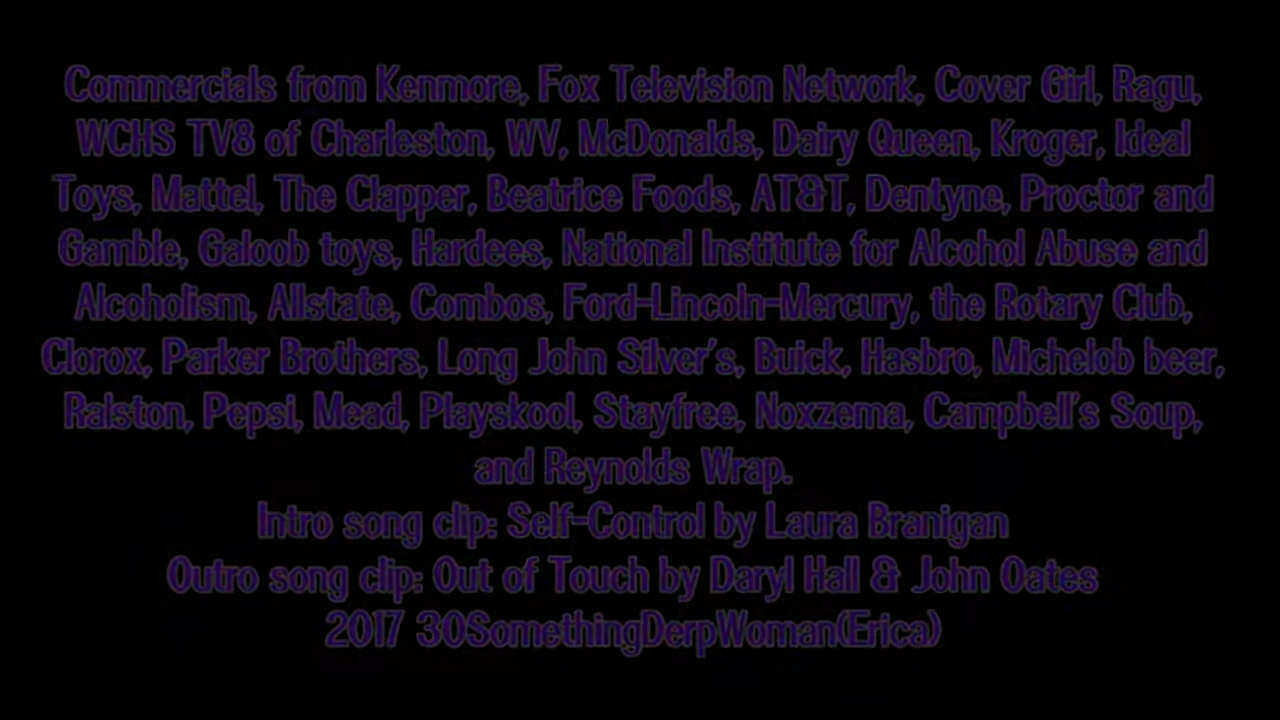 Commercials from Kenmore, Fox Television Network, Cover Girl, Ragu,
WCHS TV8 of Charleston, WV, McDonalds, Dairy Queen, Kroger, Ideal
Toys, Mattel, The Clapper, Beatrice Foods, AT&T, Dentyne, Proctor and
Gamble, Galoob toys, Hardees, National Institute for Alcohol Abuse and
Alcoholism, Allstate, Combos, Ford-Lincoln-Mercury, the Rotary Club,
Clorox, Parker Brothers, Long John Silver's, Buick, Hasbro, Michelob beer,
Ralston, Pepsi, Mead, Playskool, Stayfree, Noxzema, Campbell's Soup,
and Reynolds Wrap.
Intro song clip: Self-Control by Laura Branigan
Outro song clip: Out of Touch by Daryl Hall & John Oates
2017 30SomethingDerpWoman(Erica)